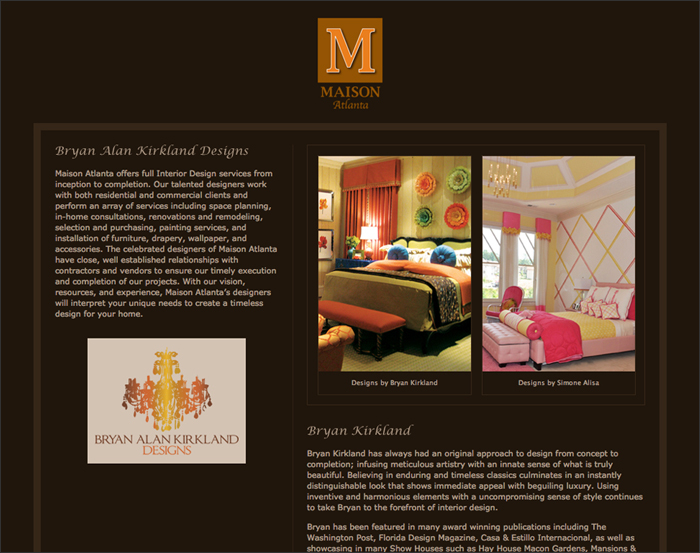 M
MAISON
Atlanta
Bryan Alan Kirkland Designs
Maison Atlanta offers full Interior Design services from
inception to completion. Our talented designers work
with both residential and commercial clients and
perform an array of services including space planning,
in-home consultations, renovations and remodeling,
selection and purchasing, painting services, and
installation of furniture, drapery, wallpaper, and
accessories. The celebrated designers of Maison Atlanta
have close, well established relationships with
contractors and vendors to ensure our timely execution
and completion of our projects. With our vision,
resources, and experience, Maison Atlanta's designers
will interpret your unique needs to create a timeless
design for your home.
BRYAN ALAN KIRKLAND
DESIGNS
Designs by Bryan Kirkland
Designs by Simone Alisa
Bryan Kirkland
Bryan Kirkland has always had an original approach to design from concept to
completion; infusing meticulous artistry with an innate sense of what is truly
beautiful. Believing in enduring and timeless classics culminates in an instantly
distinguishable look that shows immediate appeal with beguiling luxury. Using
inventive and harmonious elements with a uncompromising sense of style continues
to take Bryan to the forefront of interior design.
Bryan has been featured in many award winning publications including The
Washington Post, Florida Design Magazine, Casa & Estillo Internacional, as well as
showcasing in many Show Houses such as Hay House Macon Gardens, Mansions &